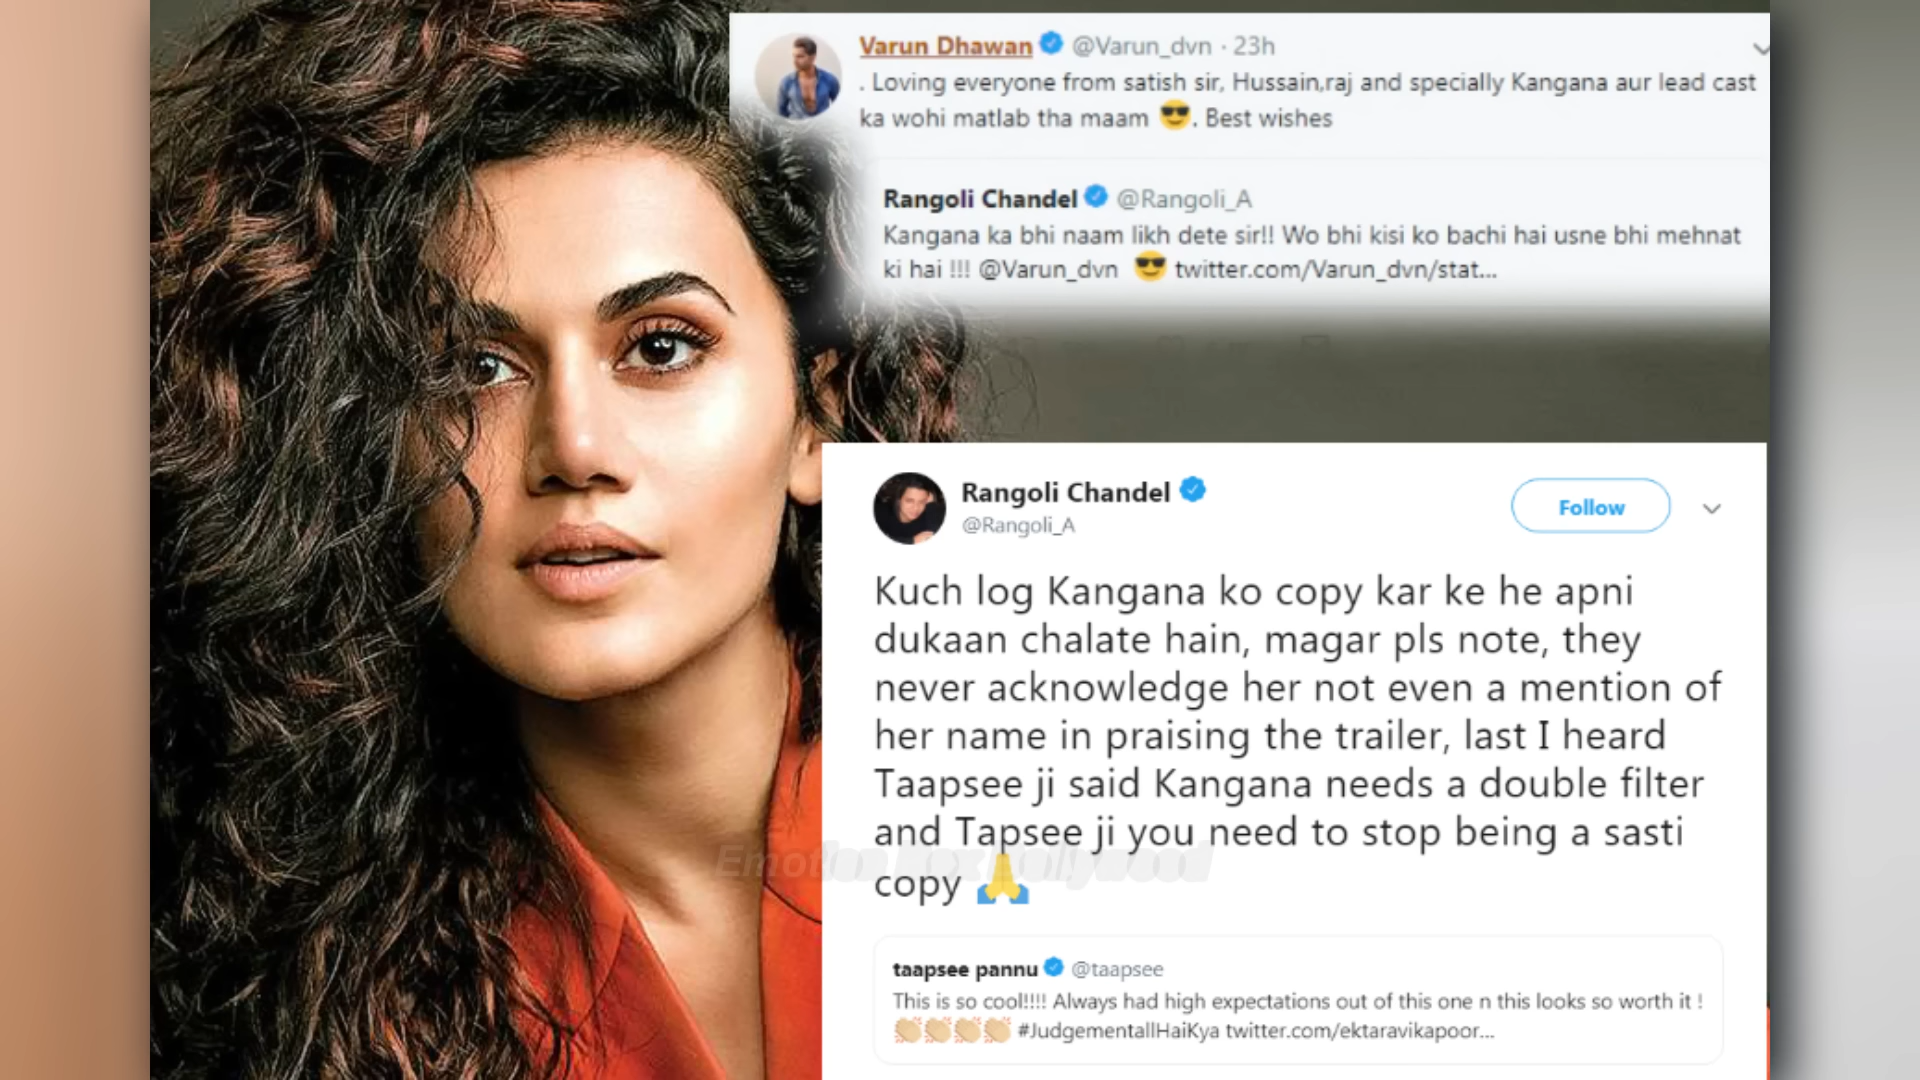 Varun Dhawan @Varun_dvn · 23h
. Loving everyone from satish sir, Hussain,raj and specially Kangana aur lead cast
ka wohi matlab tha maam 😎. Best wishes
Rangoli Chandel @Rangoli_A
Kangana ka bhi naam likh dete sir!! Wo bhi kisi ko bachi hai usne bhi mehnat
ki hai !!! @Varun_dvn 😎 twitter.com/Varun_dvn/stat...
Rangoli Chandel
@Rangoli_A
Follow
Kuch log Kangana ko copy kar ke he apni
dukaan chalate hain, magar pls note, they
never acknowledge her not even a mention of
her name in praising the trailer, last I heard
Taapsee ji said Kangana needs a double filter
and Tapsee ji you need to stop being a sasti
copy 🙏
taapsee pannu @taapsee
This is so cool!!!! Always had high expectations out of this one n this looks so worth it !
👏👏👏👏 #JudgementallHaiKya twitter.com/ektaravikapoor...